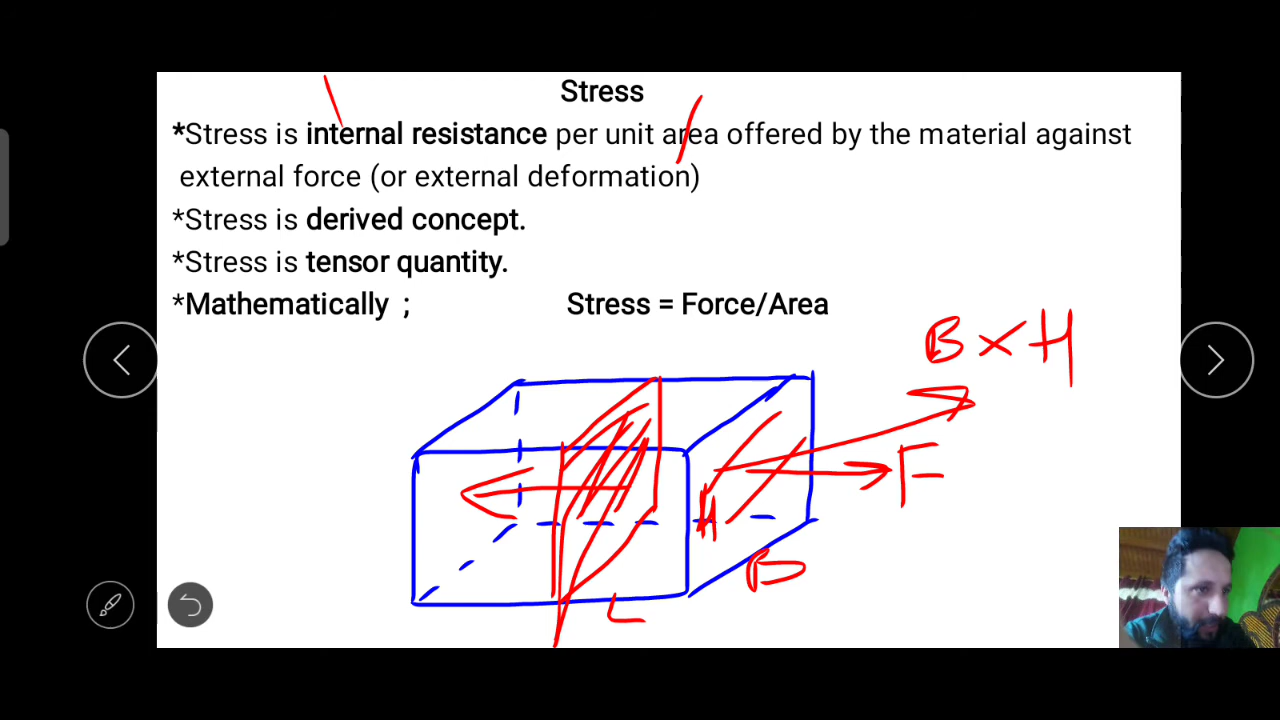 Stress
*Stress is internal resistance per unit area offered by the material against
external force (or external deformation)
*Stress is derived concept.
*Stress is tensor quantity.
*Mathematically ; Stress = Force/Area
B × H
F
H
B
L